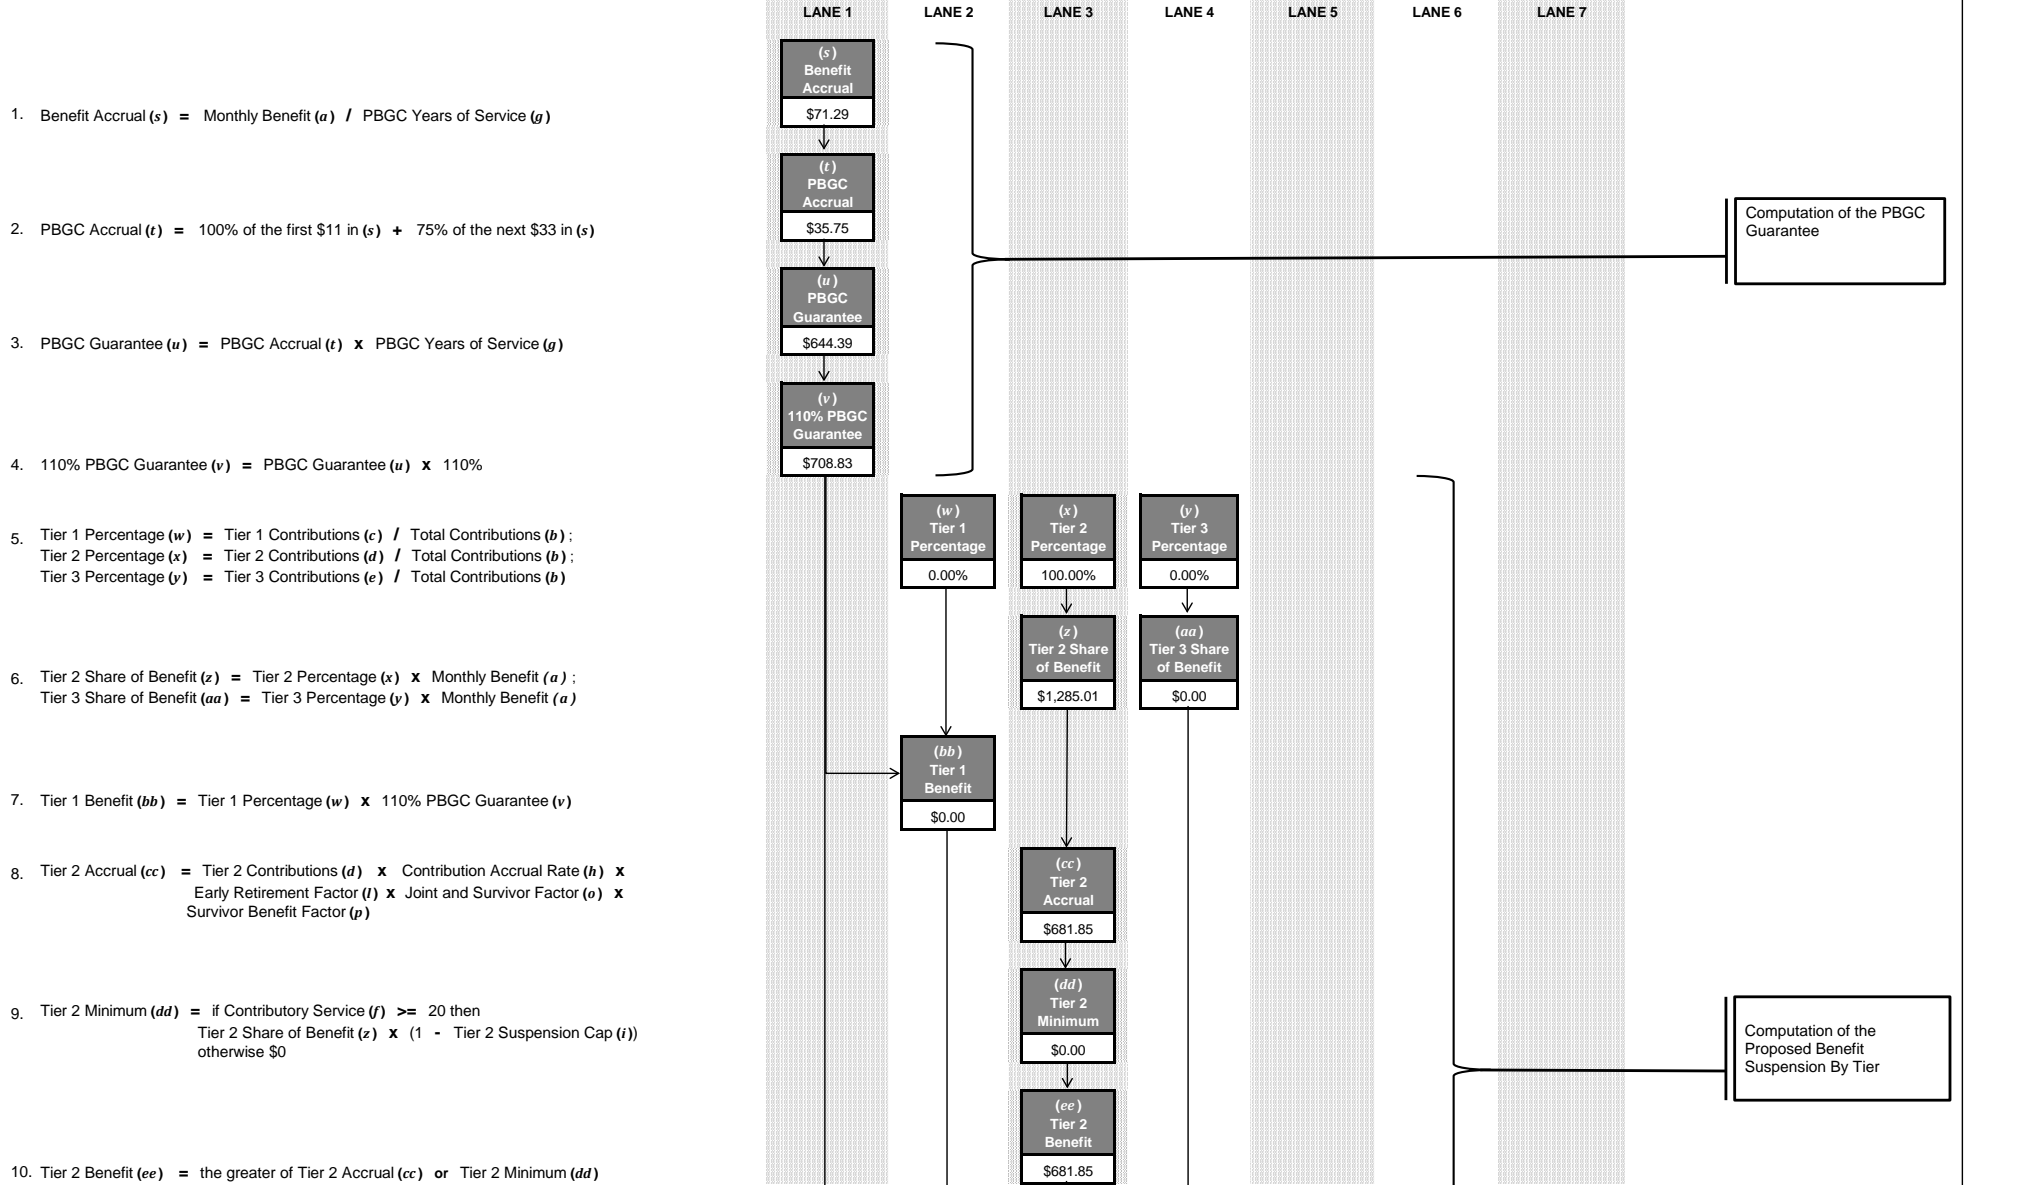 LANE 1 LANE 2 LANE 3 LANE 4 LANE 5 LANE 6 LANE 7
(s)
Benefit
Accrual
$71.29
1. Benefit Accrual (s) = Monthly Benefit (a) / PBGC Years of Service (g)
(t)
PBGC
Accrual
$35.75
2. PBGC Accrual (t) = 100% of the first $11 in (s) + 75% of the next $33 in (s)
Computation of the PBGC
Guarantee
(u)
PBGC
Guarantee
$644.39
3. PBGC Guarantee (u) = PBGC Accrual (t) x PBGC Years of Service (g)
(v)
110% PBGC
Guarantee
$708.83
4. 110% PBGC Guarantee (v) = PBGC Guarantee (u) x 110%
(w)
Tier 1
Percentage
0.00%
(x)
Tier 2
Percentage
100.00%
(y)
Tier 3
Percentage
0.00%
5. Tier 1 Percentage (w) = Tier 1 Contributions (c) / Total Contributions (b) ;
Tier 2 Percentage (x) = Tier 2 Contributions (d) / Total Contributions (b) ;
Tier 3 Percentage (y) = Tier 3 Contributions (e) / Total Contributions (b)
(z)
Tier 2 Share
of Benefit
$1,285.01
(aa)
Tier 3 Share
of Benefit
$0.00
6. Tier 2 Share of Benefit (z) = Tier 2 Percentage (x) x Monthly Benefit (a) ;
Tier 3 Share of Benefit (aa) = Tier 3 Percentage (y) x Monthly Benefit (a)
(bb)
Tier 1
Benefit
$0.00
7. Tier 1 Benefit (bb) = Tier 1 Percentage (w) x 110% PBGC Guarantee (v)
(cc)
Tier 2
Accrual
$681.85
8. Tier 2 Accrual (cc) = Tier 2 Contributions (d) x Contribution Accrual Rate (h) x
Early Retirement Factor (l) x Joint and Survivor Factor (o) x
Survivor Benefit Factor (p)
(dd)
Tier 2
Minimum
$0.00
9. Tier 2 Minimum (dd) = if Contributory Service (f) >= 20 then
Tier 2 Share of Benefit (z) x (1 - Tier 2 Suspension Cap (i))
otherwise $0
Computation of the
Proposed Benefit
Suspension By Tier
(ee)
Tier 2
Benefit
$681.85
10. Tier 2 Benefit (ee) = the greater of Tier 2 Accrual (cc) or Tier 2 Minimum (dd)